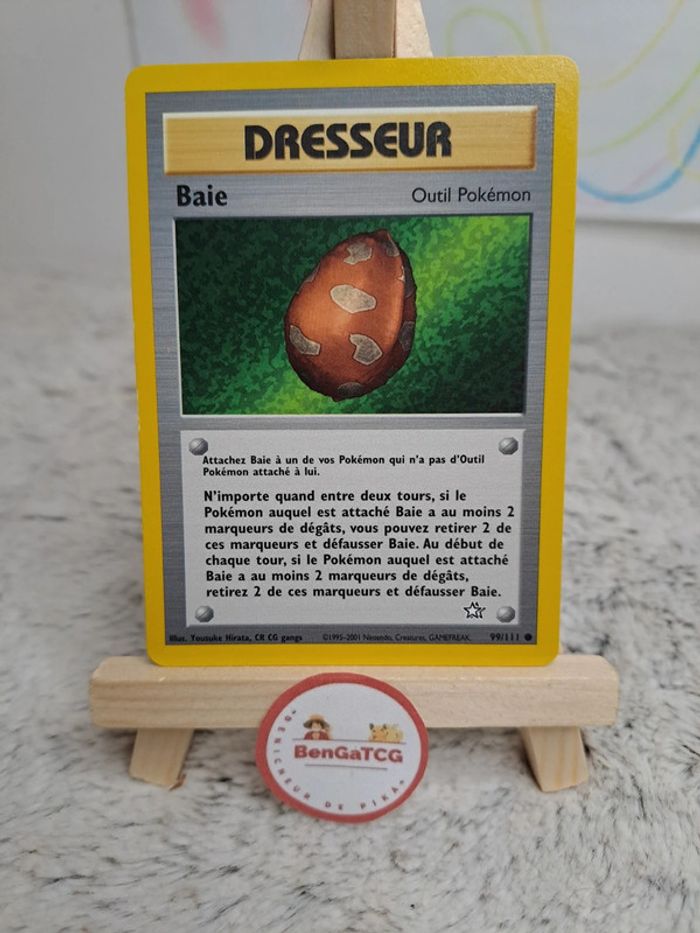 DRESSEUR
Baie
Outil Pokémon
Attachez Baie à un de vos Pokémon qui n'a pas d'Outil
Pokémon attaché à lui.
N'importe quand entre deux tours, si le
Pokémon auquel est attaché Baie a au moins 2
marqueurs de dégâts, vous pouvez retirer 2 de
ces marqueurs et défausser Baie. Au début de
chaque tour, si le Pokémon auquel est attaché
Baie a au moins 2 marqueurs de dégâts,
retirez 2 de ces marqueurs et défausser Baie.
Illus. Yousuke Hirata, CR CG gangs
©1995-2001 Nintendo, Creatures, GAMEFREAK.
99/111
BenGaTCG
DENICHEUR DE PIKA